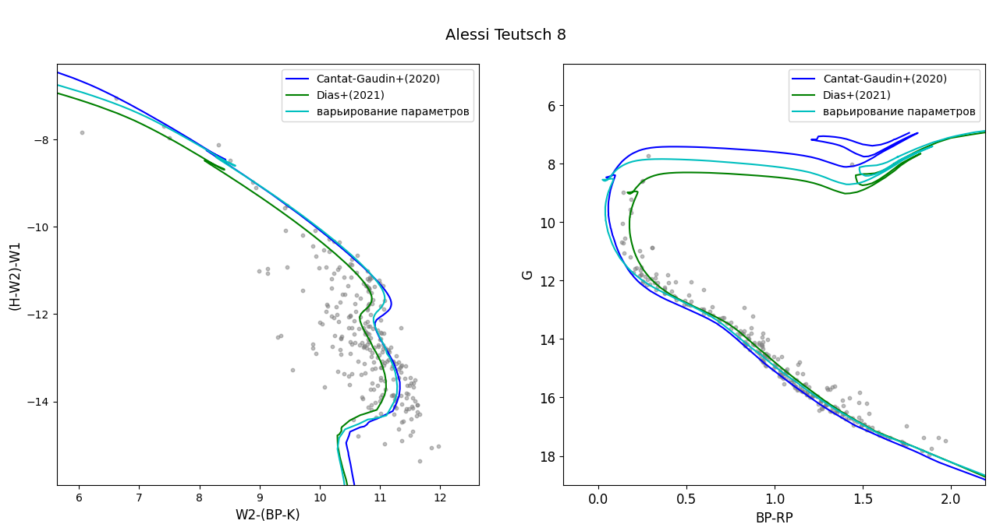 Alessi Teutsch 8
Cantat-Gaudin+(2020)
Dias+(2021)
варьирование параметров
−8
−10
−12
−14
(H-W2)-W1
6 7 8 9 10 11 12
W2-(BP-K)
Cantat-Gaudin+(2020)
Dias+(2021)
варьирование параметров
6
8
10
12
14
16
18
G
0.0 0.5 1.0 1.5 2.0
BP-RP